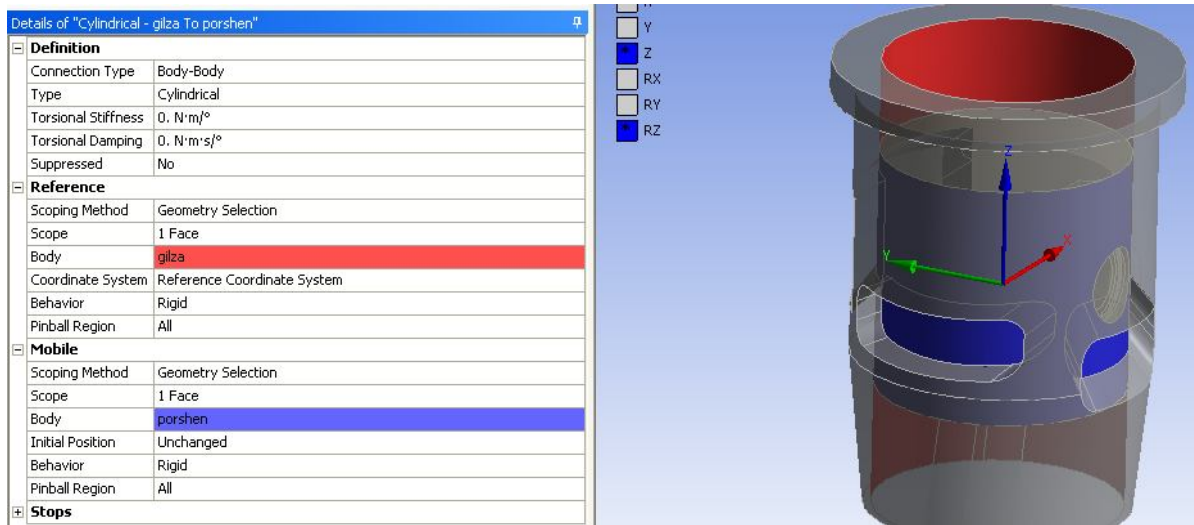 Details of "Cylindrical - gilza To porshen"
Definition
Connection Type Body-Body
Type Cylindrical
Torsional Stiffness 0. N·m/°
Torsional Damping 0. N·m·s/°
Suppressed No
Reference
Scoping Method Geometry Selection
Scope 1 Face
Body gilza
Coordinate System Reference Coordinate System
Behavior Rigid
Pinball Region All
Mobile
Scoping Method Geometry Selection
Scope 1 Face
Body porshen
Initial Position Unchanged
Behavior Rigid
Pinball Region All
Stops
Y
Z
RX
RY
RZ
Z
X
Y